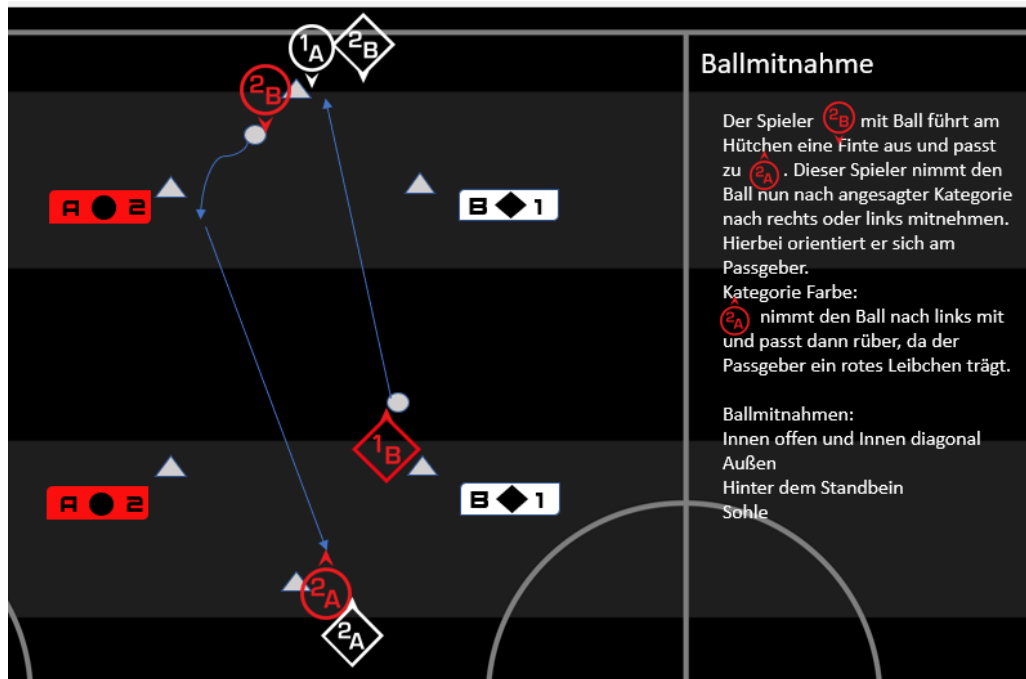 1A 2B
2B
A 2
B 1
1B
A 2
B 1
2A
2A
Ballmitnahme
Der Spieler 2B mit Ball führt am
Hütchen eine Finte aus und passt
zu 2A . Dieser Spieler nimmt den
Ball nun nach angesagter Kategorie
nach rechts oder links mitnehmen.
Hierbei orientiert er sich am
Passgeber.
Kategorie Farbe:
2A nimmt den Ball nach links mit
und passt dann rüber, da der
Passgeber ein rotes Leibchen trägt.
Ballmitnahmen:
Innen offen und Innen diagonal
Außen
Hinter dem Standbein
Sohle